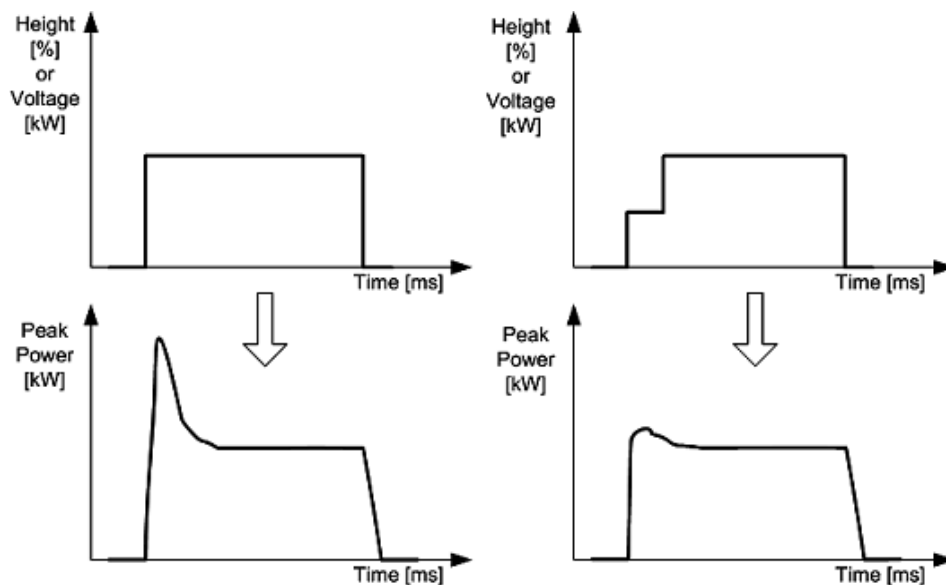 Height
[%]
or
Voltage
[kW]
Time [ms]
Height
[%]
or
Voltage
[kW]
Time [ms]
Peak
Power
[kW]
Time [ms]
Peak
Power
[kW]
Time [ms]